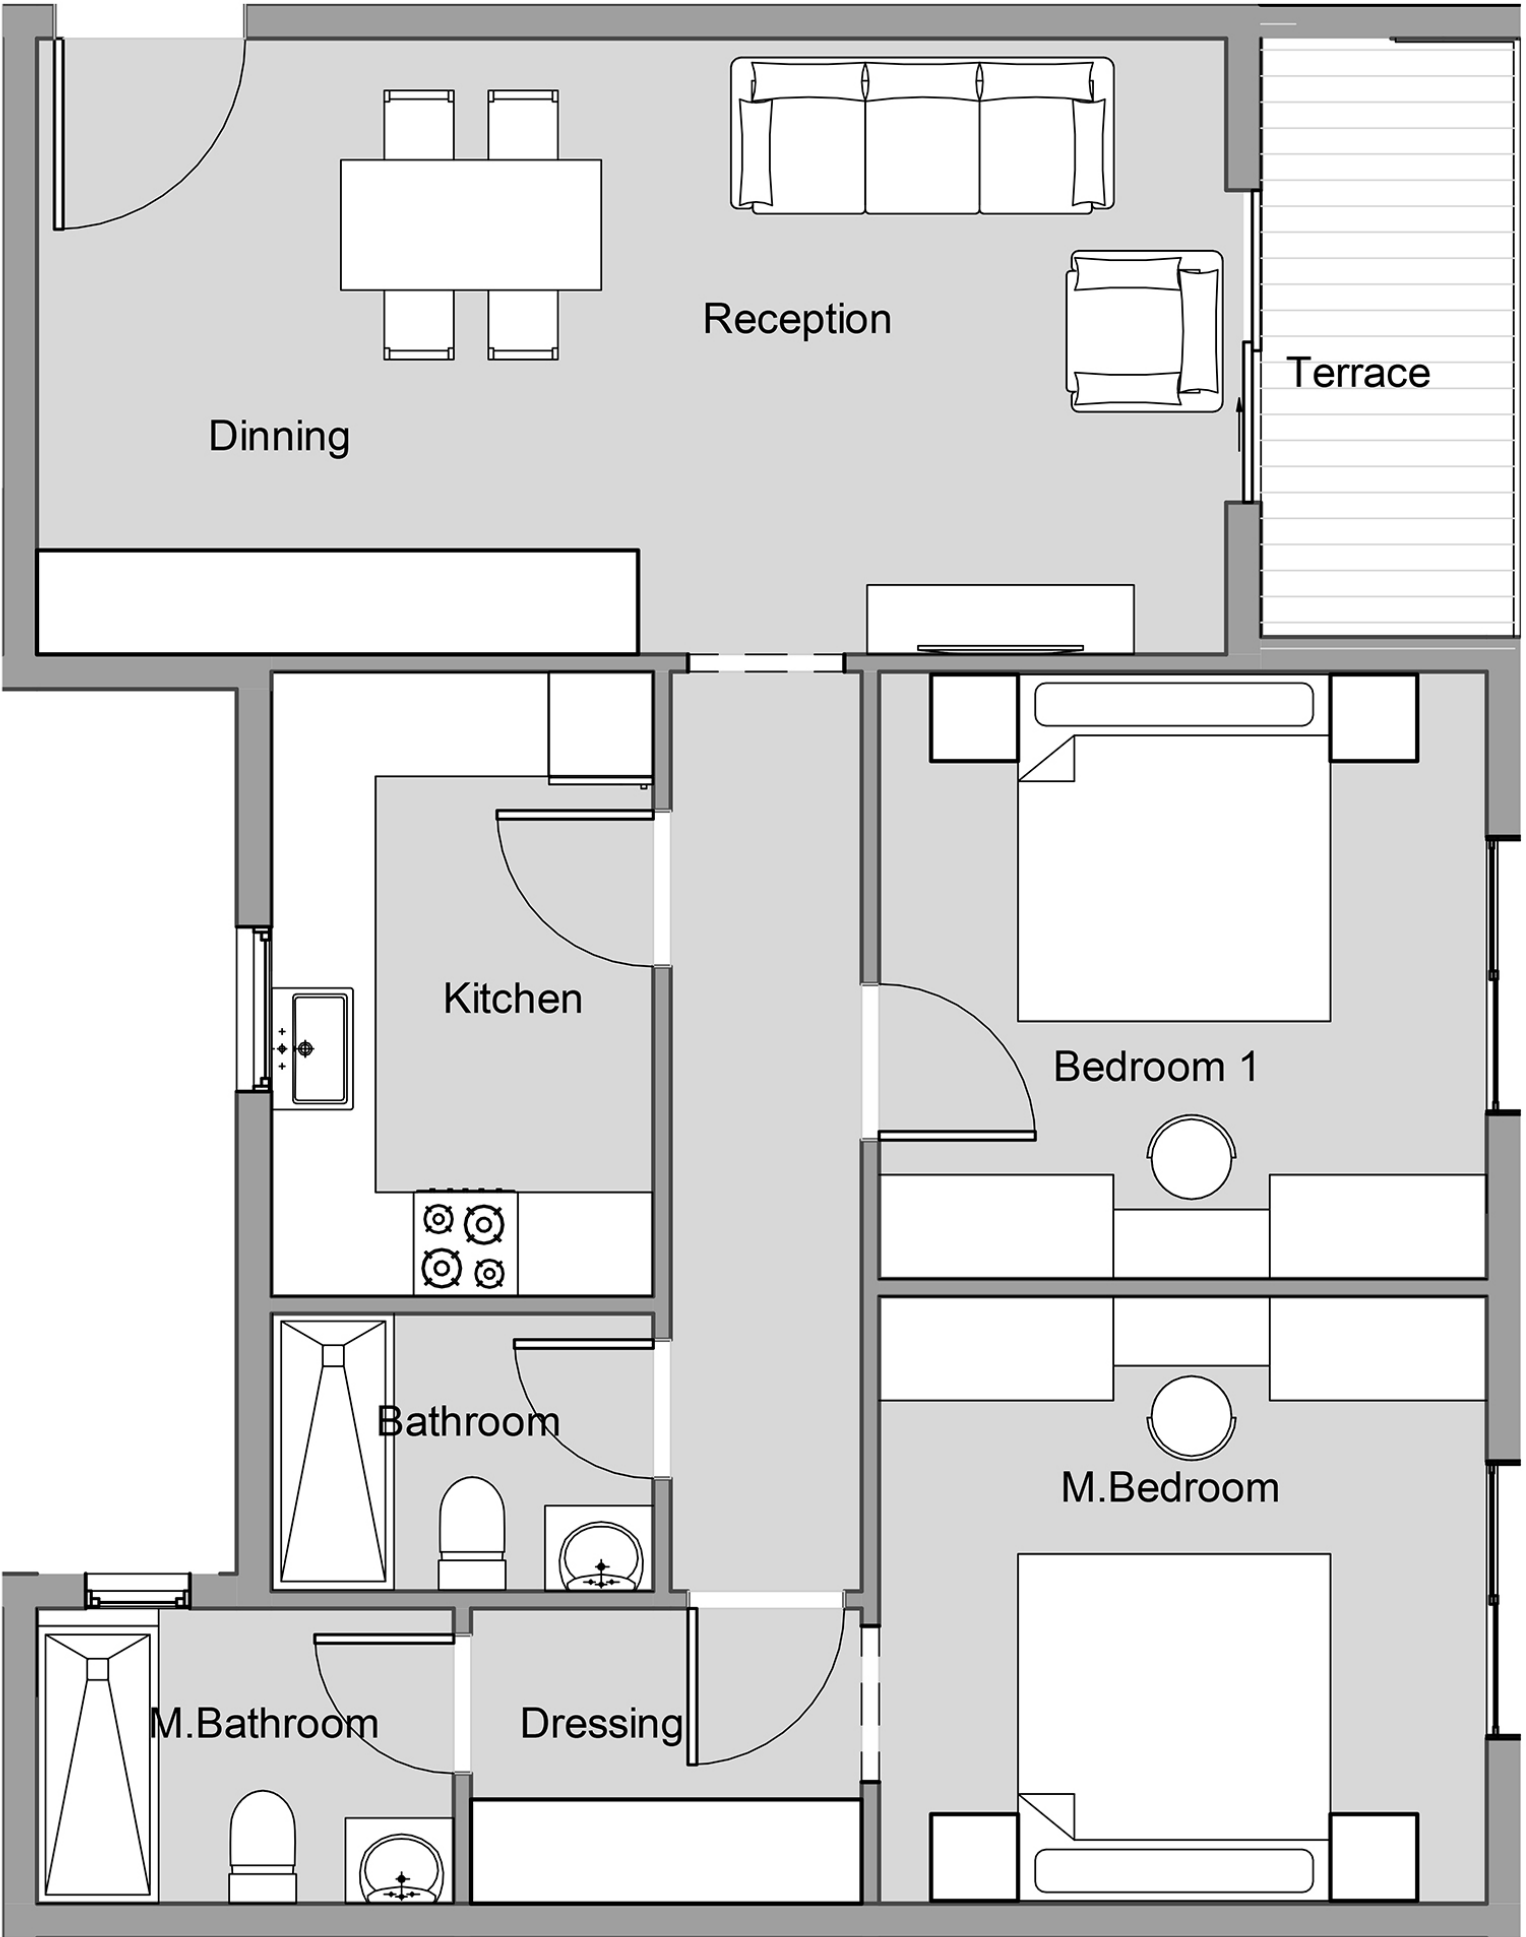 Reception
Terrace
Dinning
Kitchen
Bedroom 1
Bathroom
M.Bedroom
M.Bathroom
Dressing